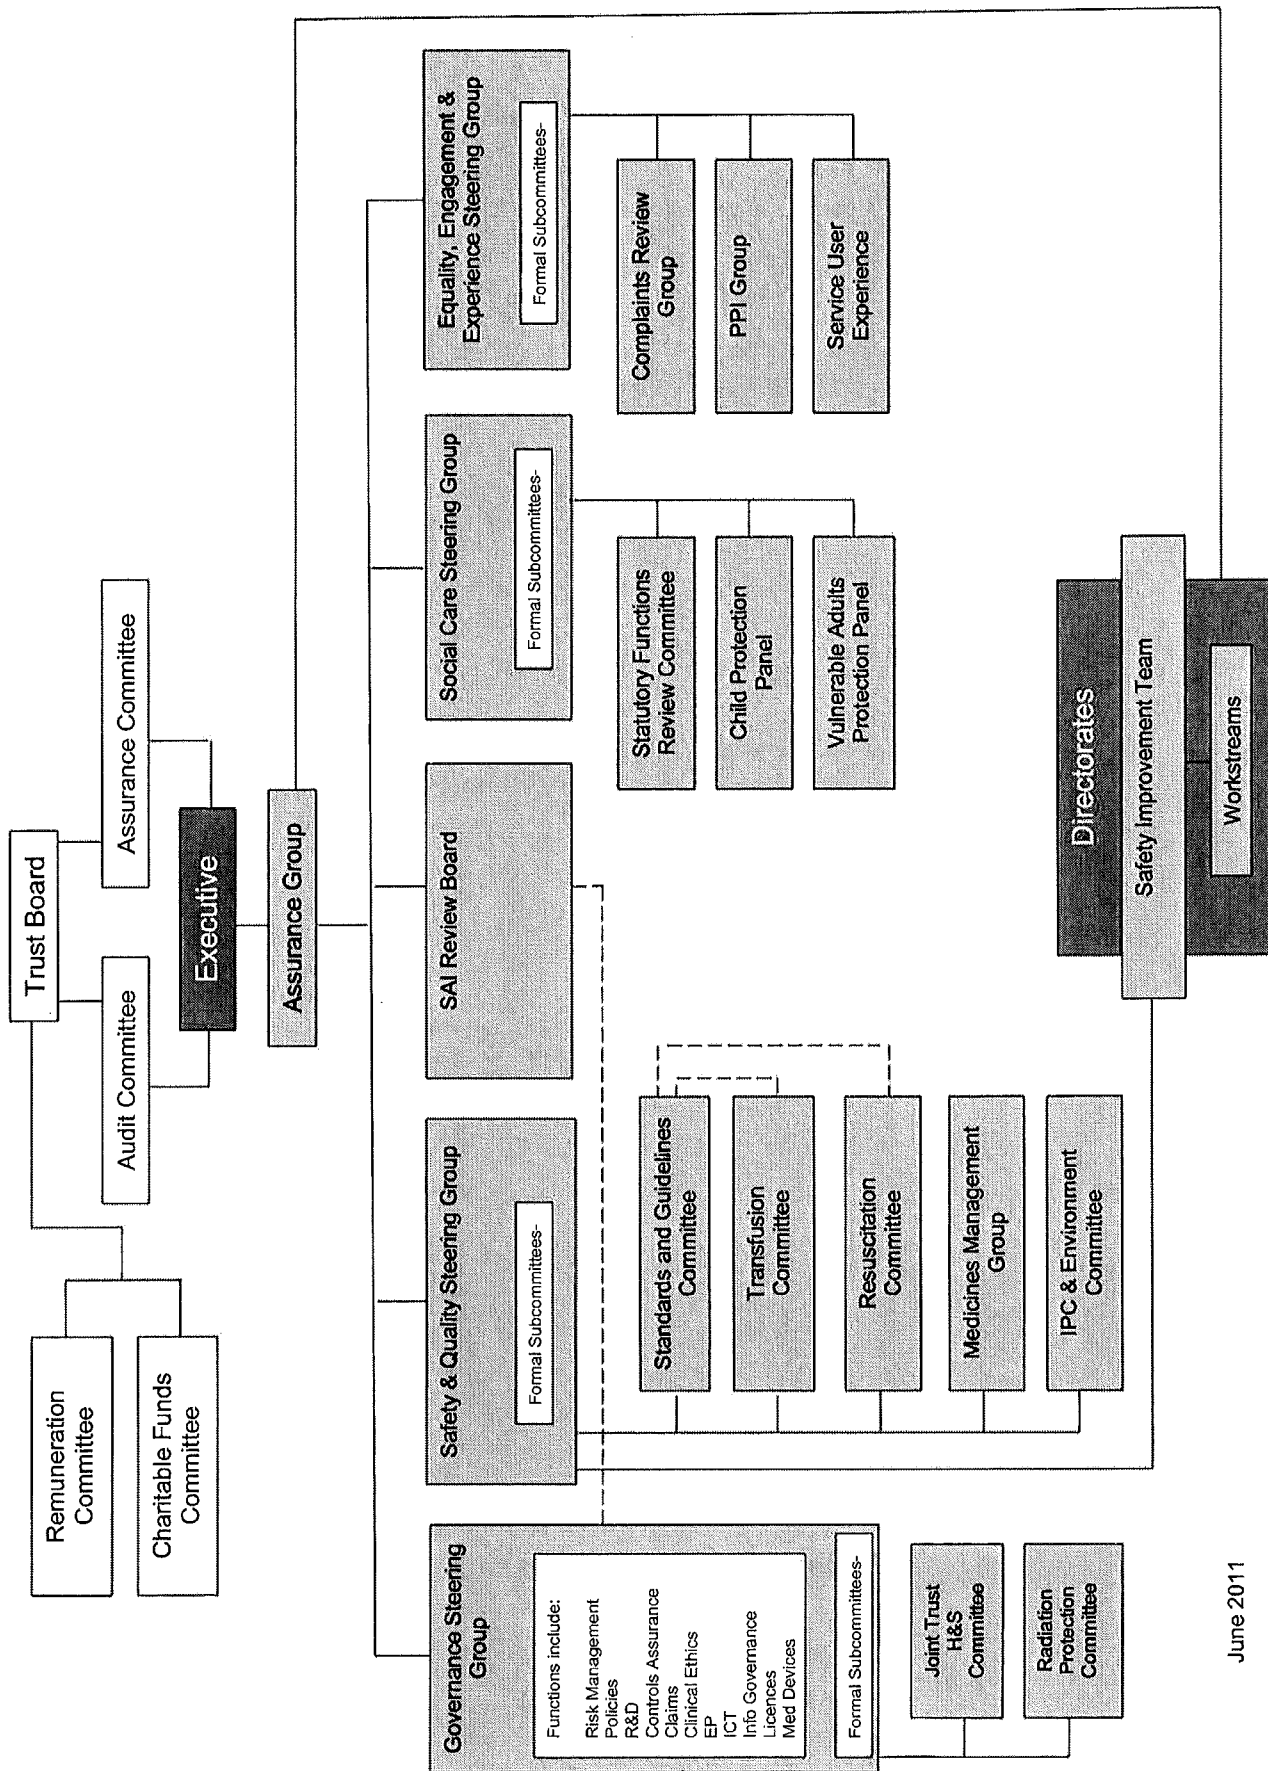 Trust Board
Remuneration
Committee
Charitable Funds
Committee
Audit Committee
Assurance Committee
Executive
Assurance Group
Governance Steering
Group
Functions include:
Risk Management
Policies
R&D
Controls Assurance
Claims
Clinical Ethics
EP
ICT
Info Governance
Licences
Med Devices
Formal Subcommittees-
Joint Trust
H&S
Committee
Radiation
Protection
Committee
Safety & Quality Steering Group
Formal Subcommittees-
Standards and Guidelines
Committee
Transfusion
Committee
Resuscitation
Committee
Medicines Management
Group
IPC & Environment
Committee
SAI Review Board
Social Care Steering Group
Formal Subcommittees-
Statutory Functions
Review Committee
Child Protection
Panel
Vulnerable Adults
Protection Panel
Equality, Engagement &
Experience Steering Group
Formal Subcommittees-
Complaints Review
Group
PPI Group
Service User
Experience
Directorates
Safety Improvement Team
Workstreams
June 2011